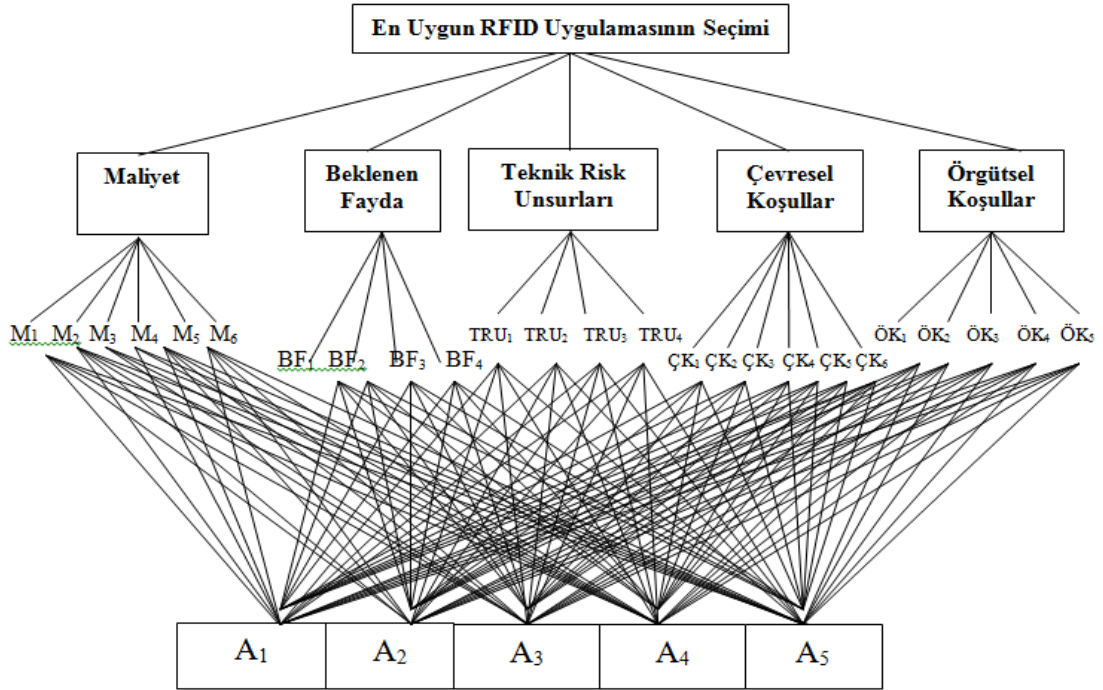 En Uygun RFID Uygulamasının Seçimi
Maliyet
Beklenen
Fayda
Teknik Risk
Unsurları
Çevresel
Koşullar
Örgütsel
Koşullar
M1 M2 M3 M4 M5 M6
BF1 BF2 BF3 BF4
TRU1 TRU2 TRU3 TRU4
ÇK1 ÇK2 ÇK3 ÇK4 ÇK5 ÇK6
ÖK1 ÖK2 ÖK3 ÖK4 ÖK5
A1 A2 A3 A4 A5